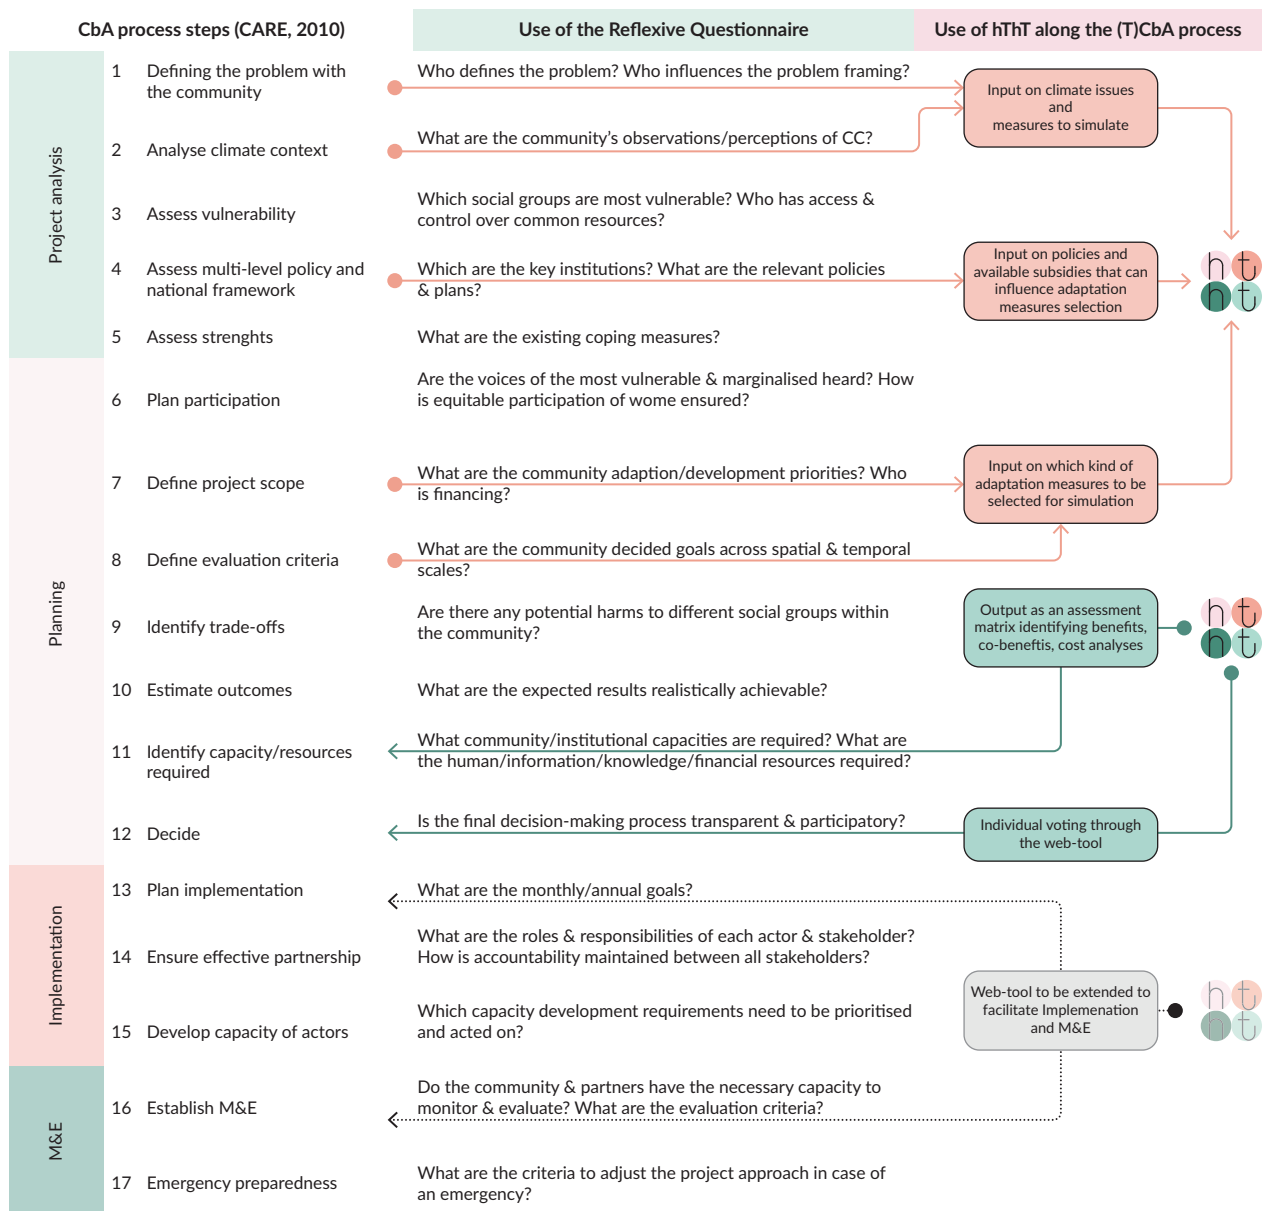 CbA process steps (CARE, 2010)
Use of the Reflexive Questionnaire
Use of hThT along the (T)CbA process
Project analysis
1 Defining the problem with
the community
Who defines the problem? Who influences the problem framing?
Input on climate issues
and
measures to simulate
2 Analyse climate context
What are the community's observations/perceptions of CC?
3 Assess vulnerability
Which social groups are most vulnerable? Who has access &
control over common resources?
4 Assess multi-level policy and
national framework
Which are the key institutions? What are the relevant policies
& plans?
Input on policies and
available subsidies that can
influence adaptation
measures selection
h t
h t
5 Assess strenghts
What are the existing coping measures?
Planning
6 Plan participation
Are the voices of the most vulnerable & marginalised heard? How
is equitable participation of wome ensured?
7 Define project scope
What are the community adaption/development priorities? Who
is financing?
Input on which kind of
adaptation measures to be
selected for simulation
8 Define evaluation criteria
What are the community decided goals across spatial & temporal
scales?
9 Identify trade-offs
Are there any potential harms to different social groups within
the community?
Output as an assessment
matrix identifying benefits,
co-beneftis, cost analyses
h t
h t
10 Estimate outcomes
What are the expected results realistically achievable?
11 Identify capacity/resources
required
What community/institutional capacities are required? What are
the human/information/knowledge/financial resources required?
12 Decide
Is the final decision-making process transparent & participatory?
Individual voting through
the web-tool
Implementation
13 Plan implementation
What are the monthly/annual goals?
14 Ensure effective partnership
What are the roles & responsibilities of each actor & stakeholder?
How is accountability maintained between all stakeholders?
Web-tool to be extended to
facilitate Implemenation
and M&E
h t
h t
15 Develop capacity of actors
Which capacity development requirements need to be prioritised
and acted on?
M&E
16 Establish M&E
Do the community & partners have the necessary capacity to
monitor & evaluate? What are the evaluation criteria?
17 Emergency preparedness
What are the criteria to adjust the project approach in case of
an emergency?